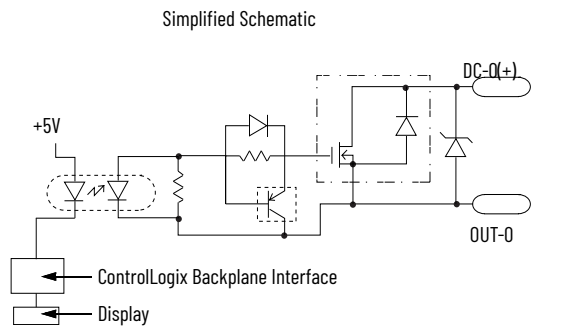 Simplified Schematic
DC-0(+)
+5V
OUT-0
ControlLogix Backplane Interface
Display